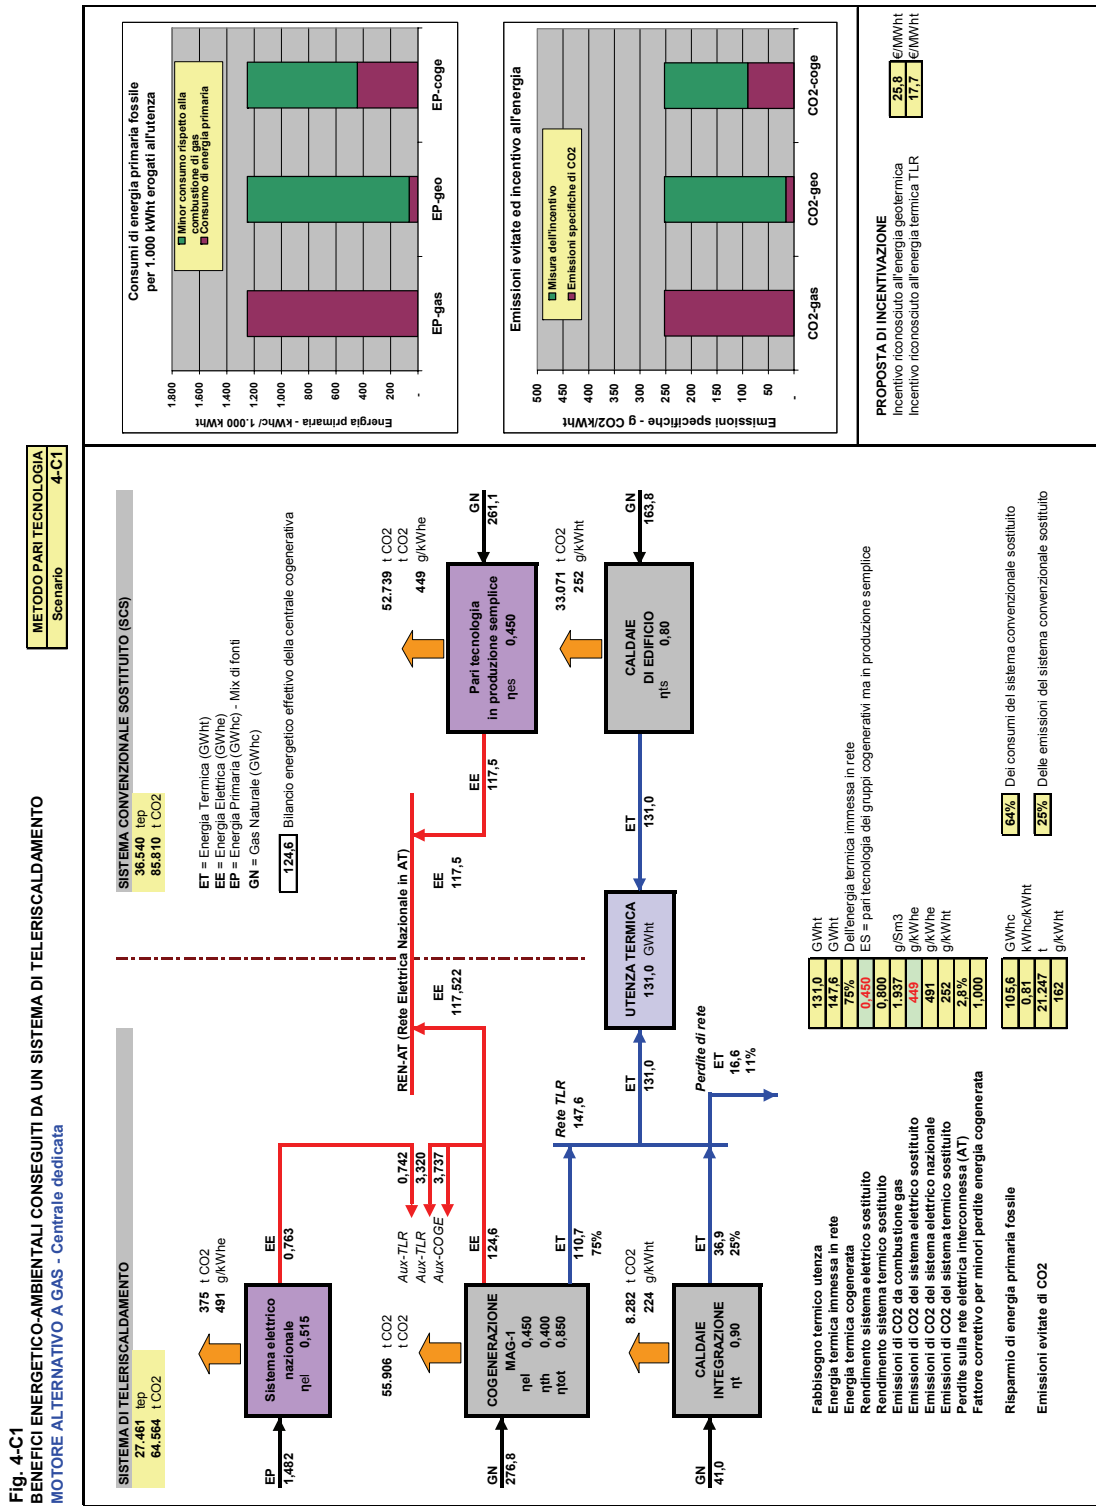 Fig. 4-C1
BENEFICI ENERGETICO-AMBIENTALI CONSEGUITI DA UN SISTEMA DI TELERISCALDAMENTO
MOTORE ALTERNATIVO A GAS - Centrale dedicata
METODO PARI TECNOLOGIA
Scenario 4-C1
SISTEMA DI TELERISCALDAMENTO
27.461 tep
64.564 t CO2
SISTEMA CONVENZIONALE SOSTITUITO (SCS)
36.540 tep
85.810 t CO2
ET = Energia Termica (GWht)
EE = Energia Elettrica (GWhe)
EP = Energia Primaria (GWhc) - Mix di fonti
GN = Gas Naturale (GWhc)
124,6 Bilancio energetico effettivo della centrale cogenerativa
375 t CO2
491 g/kWhe
EP
1,482
Sistema elettrico
nazionale
ηel 0,515
EE
0,763
Aux-TLR 0,742
Aux-TLR 3,320
Aux-COGE 3,737
REN-AT (Rete Elettrica Nazionale in AT)
EE
117,522
EE
117,5
EE
117,5
52.739 t CO2
t CO2
449 g/kWhe
Pari tecnologia
in produzione semplice
ηes 0,450
GN
261,1
55.906 t CO2
t CO2
GN
276,8
COGENERAZIONE
MAG-1
ηel 0,450
ηth 0,400
ηtot 0,850
EE
124,6
ET
110,7
75%
Rete TLR
147,6
ET
131,0
UTENZA TERMICA
131,0 GWht
ET
131,0
33.071 t CO2
252 g/kWht
CALDAIE
DI EDIFICIO
ηts 0,80
GN
163,8
8.282 t CO2
224 g/kWht
GN
41,0
CALDAIE
INTEGRAZIONE
ηt 0,90
ET
36,9
25%
Perdite di rete
ET
16,6
11%
Fabbisogno termico utenza 131,0 GWht
Energia termica immessa in rete 147,6 GWht
Energia termica cogenerata 75% Dell'energia termica immessa in rete
Rendimento sistema elettrico sostituito 0,450 ES = pari tecnologia dei gruppi cogenerativi ma in produzione semplice
Rendimento sistema termico sostituito 0,800
Emissioni di CO2 da combustione gas 1.937 g/Sm3
Emissioni di CO2 del sistema elettrico sostituito 449 g/kWhe
Emissioni di CO2 del sistema elettrico nazionale 491 g/kWhe
Emissioni di CO2 del sistema termico sostituito 252 g/kWht
Perdite sulla rete elettrica interconnessa (AT) 2,8%
Fattore correttivo per minori perdite energia cogenerata 1,000
Risparmio di energia primaria fossile 105,6 GWhc 64% Dei consumi del sistema convenzionale sostituito
0,81 kWhc/kWht
Emissioni evitate di CO2 21.247 t 25% Delle emissioni del sistema convenzionale sostituito
162 g/kWht
Consumi di energia primaria fossile
per 1.000 kWht erogati all'utenza
Minor consumo rispetto alla
combustione di gas
Consumo di energia primaria
Energia primaria - kWhc/ 1.000 kWht
1.800
1.600
1.400
1.200
1.000
800
600
400
200
-
EP-gas
EP-geo
EP-coge
Emissioni evitate ed incentivo all'energia
Misura dell'incentivo
Emissioni specifiche di CO2
Emissioni specifiche - g CO2/kWht
500
450
400
350
300
250
200
150
100
50
-
CO2-gas
CO2-geo
CO2-coge
PROPOSTA DI INCENTIVAZIONE
Incentivo riconosciuto all'energia geotermica 25,8 €/MWht
Incentivo riconosciuto all'energia termica TLR 17,7 €/MWht